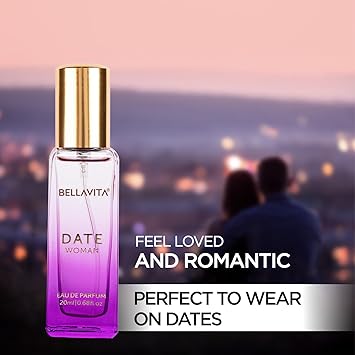 BELLAVITA®
DATE
WOMAN
EAU DE PARFUM
20ml|0.68fl.oz
FEEL LOVED
AND ROMANTIC
PERFECT TO WEAR
ON DATES